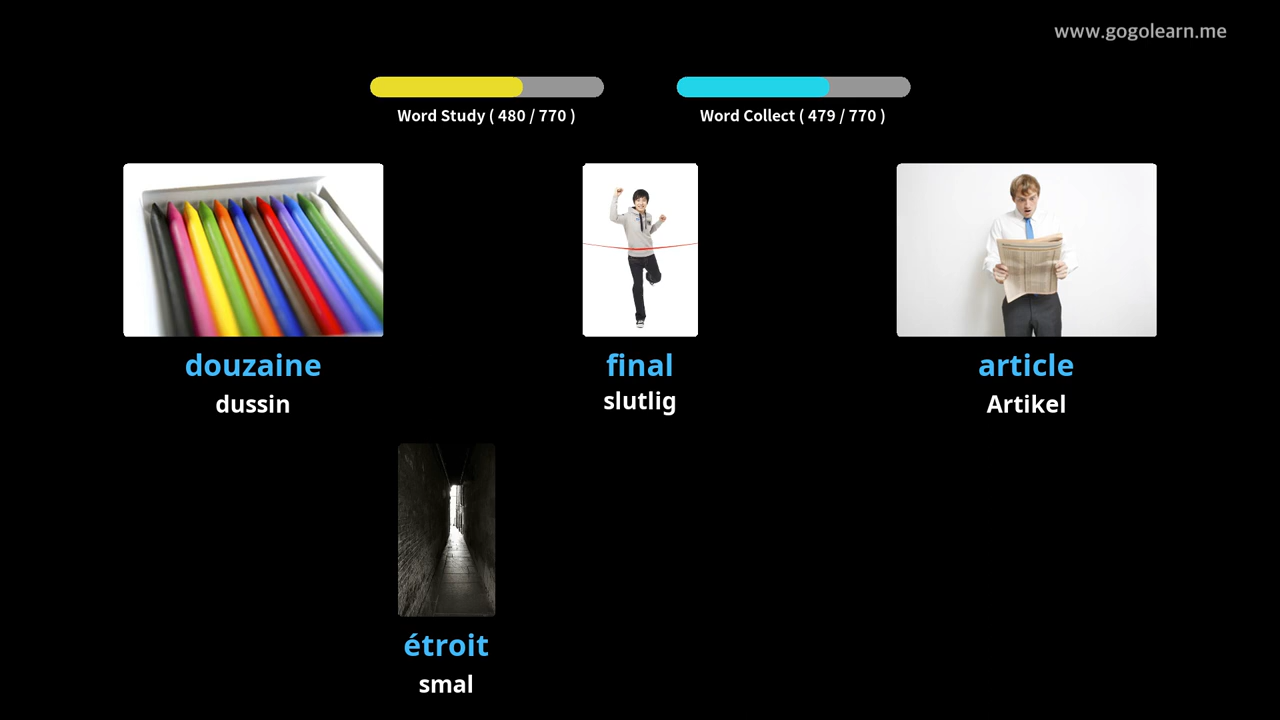 www.gogolearn.me
Word Study ( 480 / 770 )
Word Collect ( 479 / 770 )
douzaine
dussin
final
slutlig
article
Artikel
étroit
smal